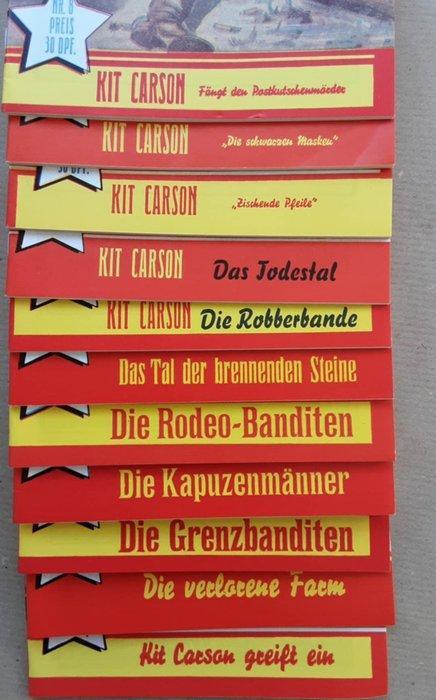 NR. 6
PREIS
30 DPF.
KIT CARSON Fängt den Postkutschenmörder
KIT CARSON „Die schwarzen Masken"
30 DPF.
KIT CARSON „Zischende Pfeile"
KIT CARSON Das Todestal
KIT CARSON Die Robberbande
Das Tal der brennenden Steine
Die Rodeo-Banditen
Die Kapuzenmänner
Die Grenzbanditen
Die verlorene Farm
Kit Carson greift ein